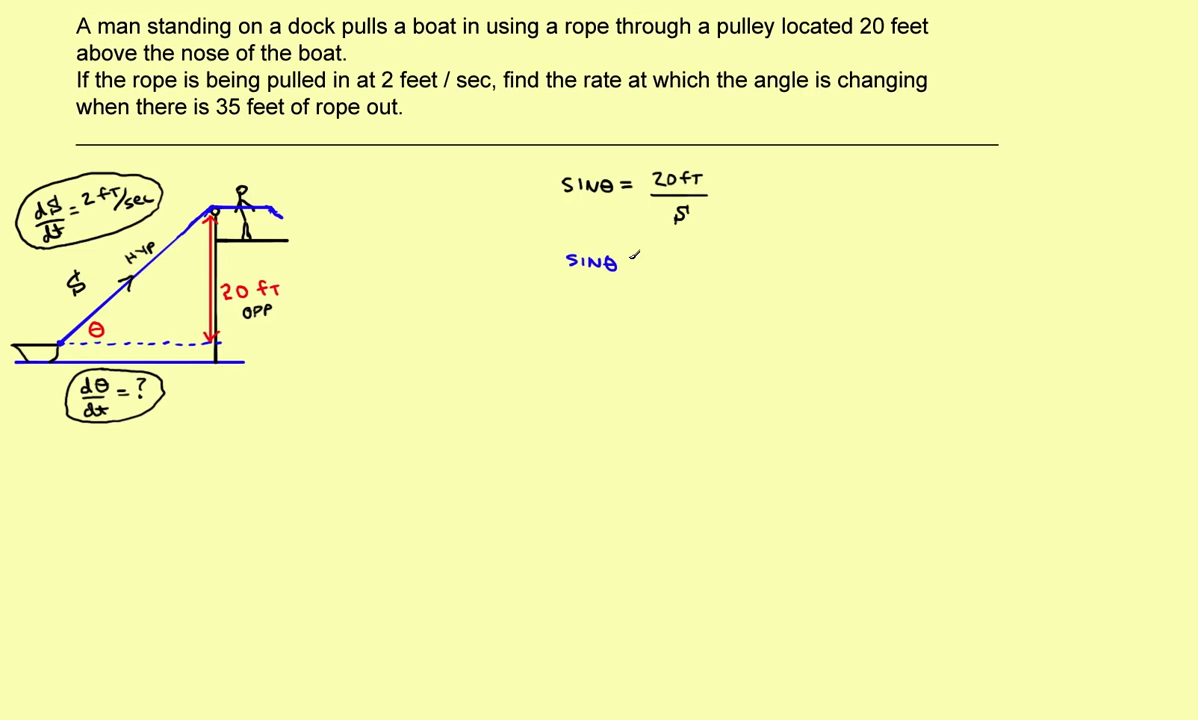 A man standing on a dock pulls a boat in using a rope through a pulley located 20 feet
above the nose of the boat.
If the rope is being pulled in at 2 feet / sec, find the rate at which the angle is changing
when there is 35 feet of rope out.
dS/dt = 2 fT/sec
SINθ = 20fT/S
HYP
S
SINθ
20 fT
OPP
θ
dθ/dt = ?